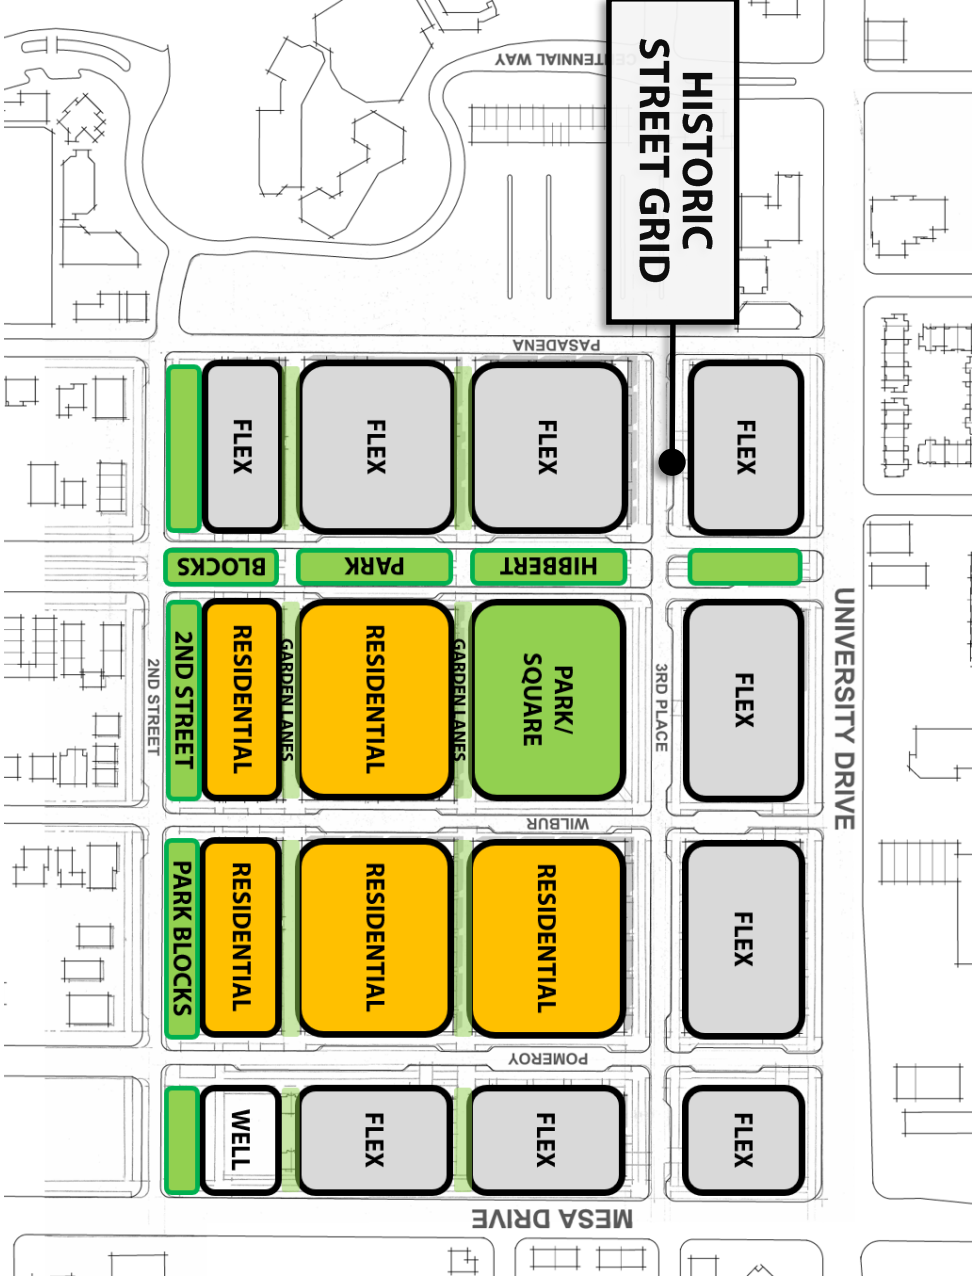 CENTENNIAL WAY
HISTORIC
STREET GRID
PASADENA
FLEX
FLEX
FLEX
FLEX
BLOCKS
PARK
HIBBERT
2ND STREET
2ND STREET
RESIDENTIAL
GARDEN LANES
RESIDENTIAL
GARDEN LANES
PARK/
SQUARE
3RD PLACE
FLEX
UNIVERSITY DRIVE
WILBUR
PARK BLOCKS
RESIDENTIAL
RESIDENTIAL
RESIDENTIAL
FLEX
POMEROY
WELL
FLEX
FLEX
FLEX
MESA DRIVE